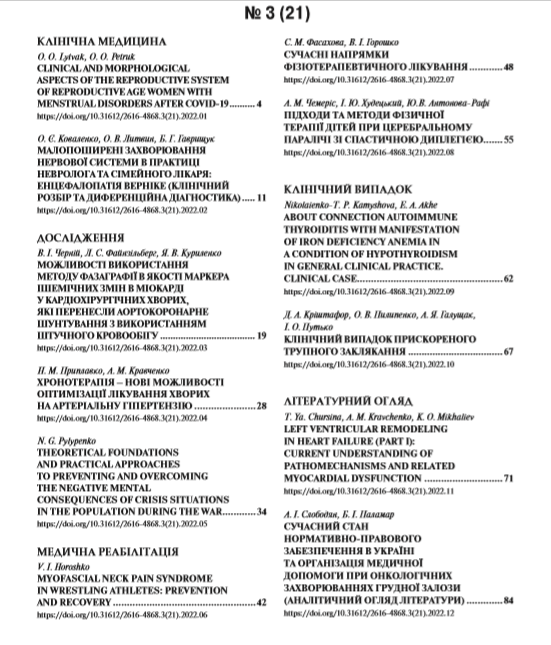 № 3 (21)
КЛІНІЧНА МЕДИЦИНА
O. O. Lytvak, O. O. Petruk
CLINICAL AND MORPHOLOGICAL
ASPECTS OF THE REPRODUCTIVE SYSTEM
OF REPRODUCTIVE AGE WOMEN WITH
MENSTRUAL DISORDERS AFTER COVID-19.......... 4
https://doi.org/10.31612/2616-4868.3(21).2022.01
О. Є. Коваленко, О. В. Литвин, Б. Г. Гаврищук
МАЛОПОШИРЕНІ ЗАХВОРЮВАННЯ
НЕРВОВОЇ СИСТЕМИ В ПРАКТИЦІ
НЕВРОЛОГА ТА СІМЕЙНОГО ЛІКАРЯ:
ЕНЦЕФАЛОПАТІЯ ВЕРНІКЕ (КЛІНІЧНИЙ
РОЗБІР ТА ДИФЕРЕНЦІЙНА ДІАГНОСТИКА) ..... 11
https://doi.org/10.31612/2616-4868.3(21).2022.02
ДОСЛІДЖЕННЯ
В. І. Черній, Л. С. Файнзільберг, Я. В. Куриленко
МОЖЛИВОСТІ ВИКОРИСТАННЯ
МЕТОДУ ФАЗАГРАФІЇ В ЯКОСТІ МАРКЕРА
ІШЕМІЧНИХ ЗМІН В МІОКАРДІ
У КАРДІОХІРУРГІЧНИХ ХВОРИХ,
ЯКІ ПЕРЕНЕСЛИ АОРТОКОРОНАРНЕ
ШУНТУВАННЯ З ВИКОРИСТАННЯМ
ШТУЧНОГО КРОВООБІГУ ............................ 19
https://doi.org/10.31612/2616-4868.3(21).2022.03
П. М. Приплавко, А. М. Кравченко
ХРОНОТЕРАПІЯ – НОВІ МОЖЛИВОСТІ
ОПТИМІЗАЦІЇ ЛІКУВАННЯ ХВОРИХ
НА АРТЕРІАЛЬНУ ГІПЕРТЕНЗІЮ .................... 28
https://doi.org/10.31612/2616-4868.3(21).2022.04
N. G. Pylypenko
THEORETICAL FOUNDATIONS
AND PRACTICAL APPROACHES
TO PREVENTING AND OVERCOMING
THE NEGATIVE MENTAL
CONSEQUENCES OF CRISIS SITUATIONS
IN THE POPULATION DURING THE WAR............ 34
https://doi.org/10.31612/2616-4868.3(21).2022.05
МЕДИЧНА РЕАБІЛІТАЦІЯ
V. I. Horoshko
MYOFASCIAL NECK PAIN SYNDROME
IN WRESTLING ATHLETES: PREVENTION
AND RECOVERY ............................................. 42
https://doi.org/10.31612/2616-4868.3(21).2022.06
С. М. Фасахова, В. І. Горошко
СУЧАСНІ НАПРЯМКИ
ФІЗІОТЕРАПЕВТИЧНОГО ЛІКУВАННЯ ............. 48
https://doi.org/10.31612/2616-4868.3(21).2022.07
А. М. Чемеріс, І. Ю. Худецький, Ю.В. Антонова-Рафі
ПІДХОДИ ТА МЕТОДИ ФІЗИЧНОЇ
ТЕРАПІЇ ДІТЕЙ ПРИ ЦЕРЕБРАЛЬНОМУ
ПАРАЛІЧІ ЗІ СПАСТИЧНОЮ ДИПЛЕГІЄЮ....... 55
https://doi.org/10.31612/2616-4868.3(21).2022.08
КЛІНІЧНИЙ ВИПАДОК
Nikolaienko-T. P. Kamyshova, E. A. Akhe
ABOUT CONNECTION AUTOIMMUNE
THYROIDITIS WITH MANIFESTATION
OF IRON DEFICIENCY ANEMIA IN
A CONDITION OF HYPOTHYROIDISM
IN GENERAL CLINICAL PRACTICE.
CLINICAL CASE................................................ 62
https://doi.org/10.31612/2616-4868.3(21).2022.09
Д. А. Кріштафор, О. В. Пилипенко, А. Я. Галущак,
І. О. Путько
КЛІНІЧНИЙ ВИПАДОК ПРИСКОРЕНОГО
ТРУПНОГО ЗАКЛЯКАННЯ ............................... 67
https://doi.org/10.31612/2616-4868.3(21).2022.10
ЛІТЕРАТУРНИЙ ОГЛЯД
T. Ya. Chursina, A. M. Kravchenko, K. O. Mikhaliev
LEFT VENTRICULAR REMODELING
IN HEART FAILURE (PART I):
CURRENT UNDERSTANDING OF
PATHOMECHANISMS AND RELATED
MYOCARDIAL DYSFUNCTION ......................... 71
https://doi.org/10.31612/2616-4868.3(21).2022.11
А. І. Слободян, Б. І. Паламар
СУЧАСНИЙ СТАН
НОРМАТИВНО-ПРАВОВОГО
ЗАБЕЗПЕЧЕННЯ В УКРАЇНІ
ТА ОРГАНІЗАЦІЯ МЕДИЧНОЇ
ДОПОМОГИ ПРИ ОНКОЛОГІЧНИХ
ЗАХВОРЮВАННЯХ ГРУДНОЇ ЗАЛОЗИ
(АНАЛІТИЧНИЙ ОГЛЯД ЛІТЕРАТУРИ) ............. 84
https://doi.org/10.31612/2616-4868.3(21).2022.12